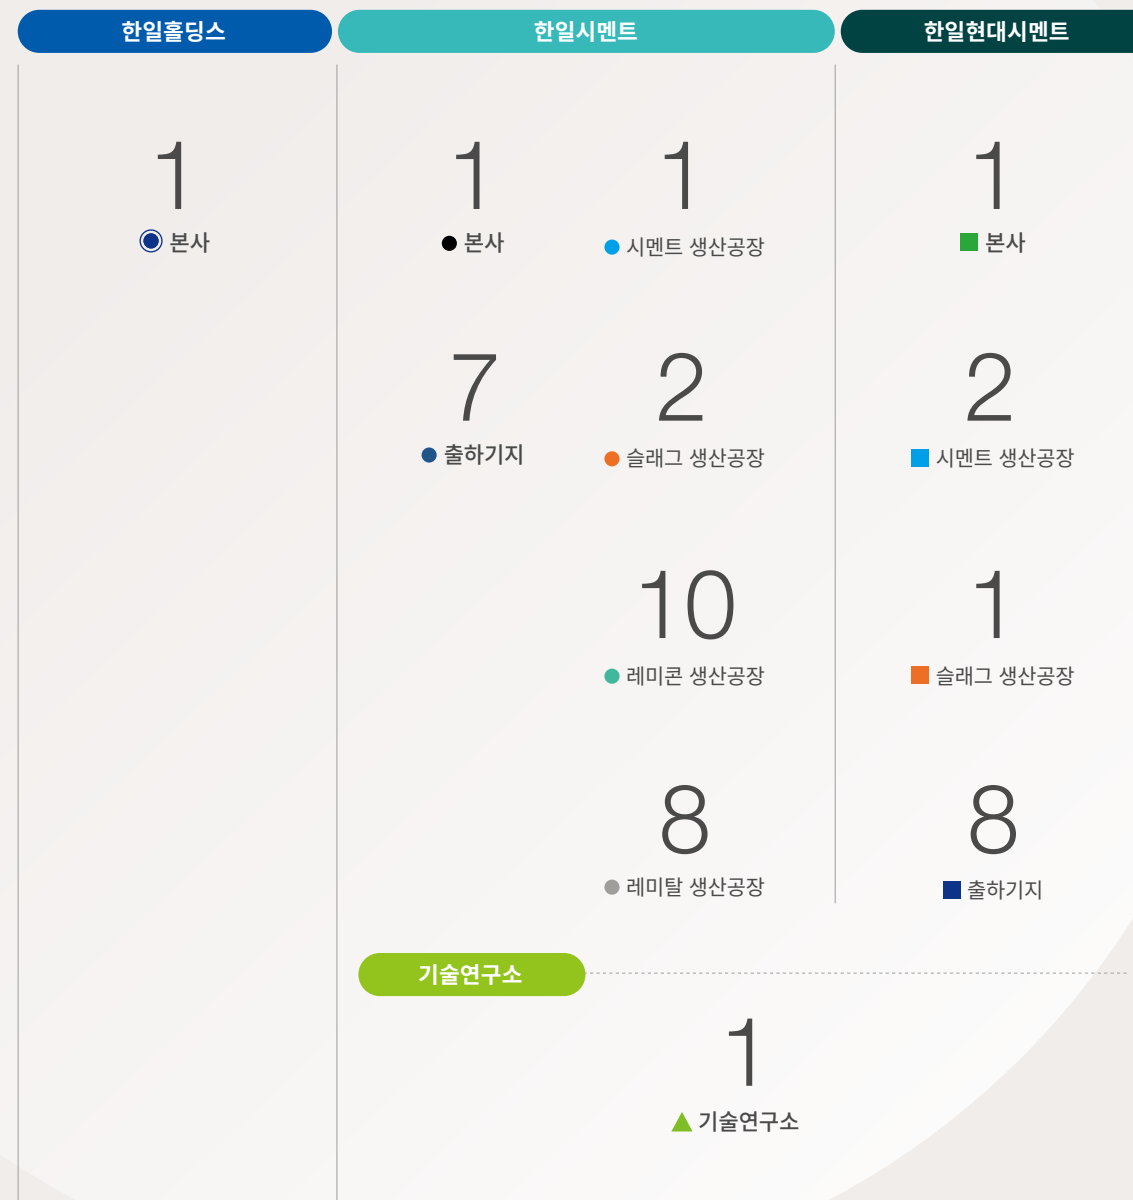 한일홀딩스
한일시멘트
한일현대시멘트
1
본사
1
본사
1
시멘트 생산공장
1
본사
7
출하기지
2
슬래그 생산공장
2
시멘트 생산공장
10
레미콘 생산공장
1
슬래그 생산공장
8
레미탈 생산공장
8
출하기지
기술연구소
1
기술연구소